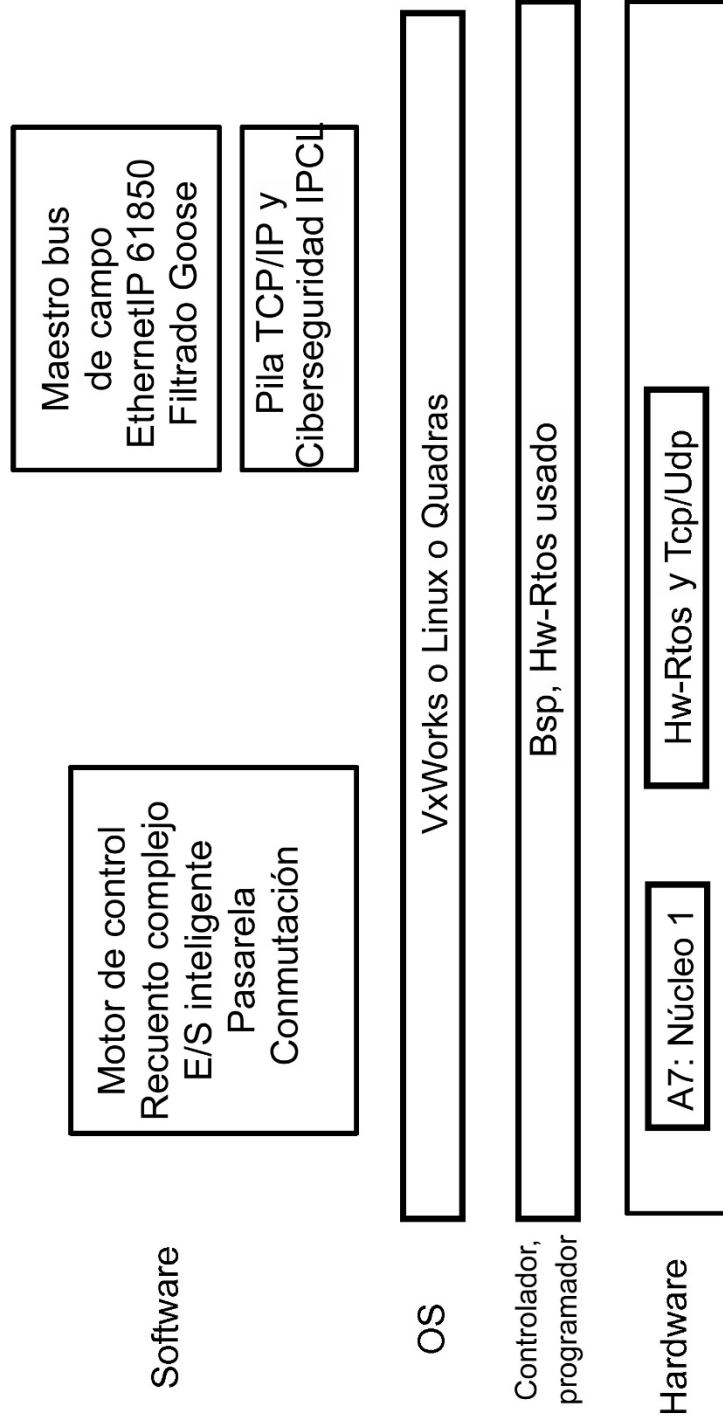 Software
Motor de control
Recuento complejo
E/S inteligente
Pasarela
Conmutación
Maestro bus
de campo
EthernetIP 61850
Filtrado Goose
Pila TCP/IP y
Ciberseguridad IPCL
OS
VxWorks o Linux o Quadras
Controlador,
programador
Bsp, Hw-Rtos usado
Hardware
A7: Núcleo 1
Hw-Rtos y Tcp/Udp